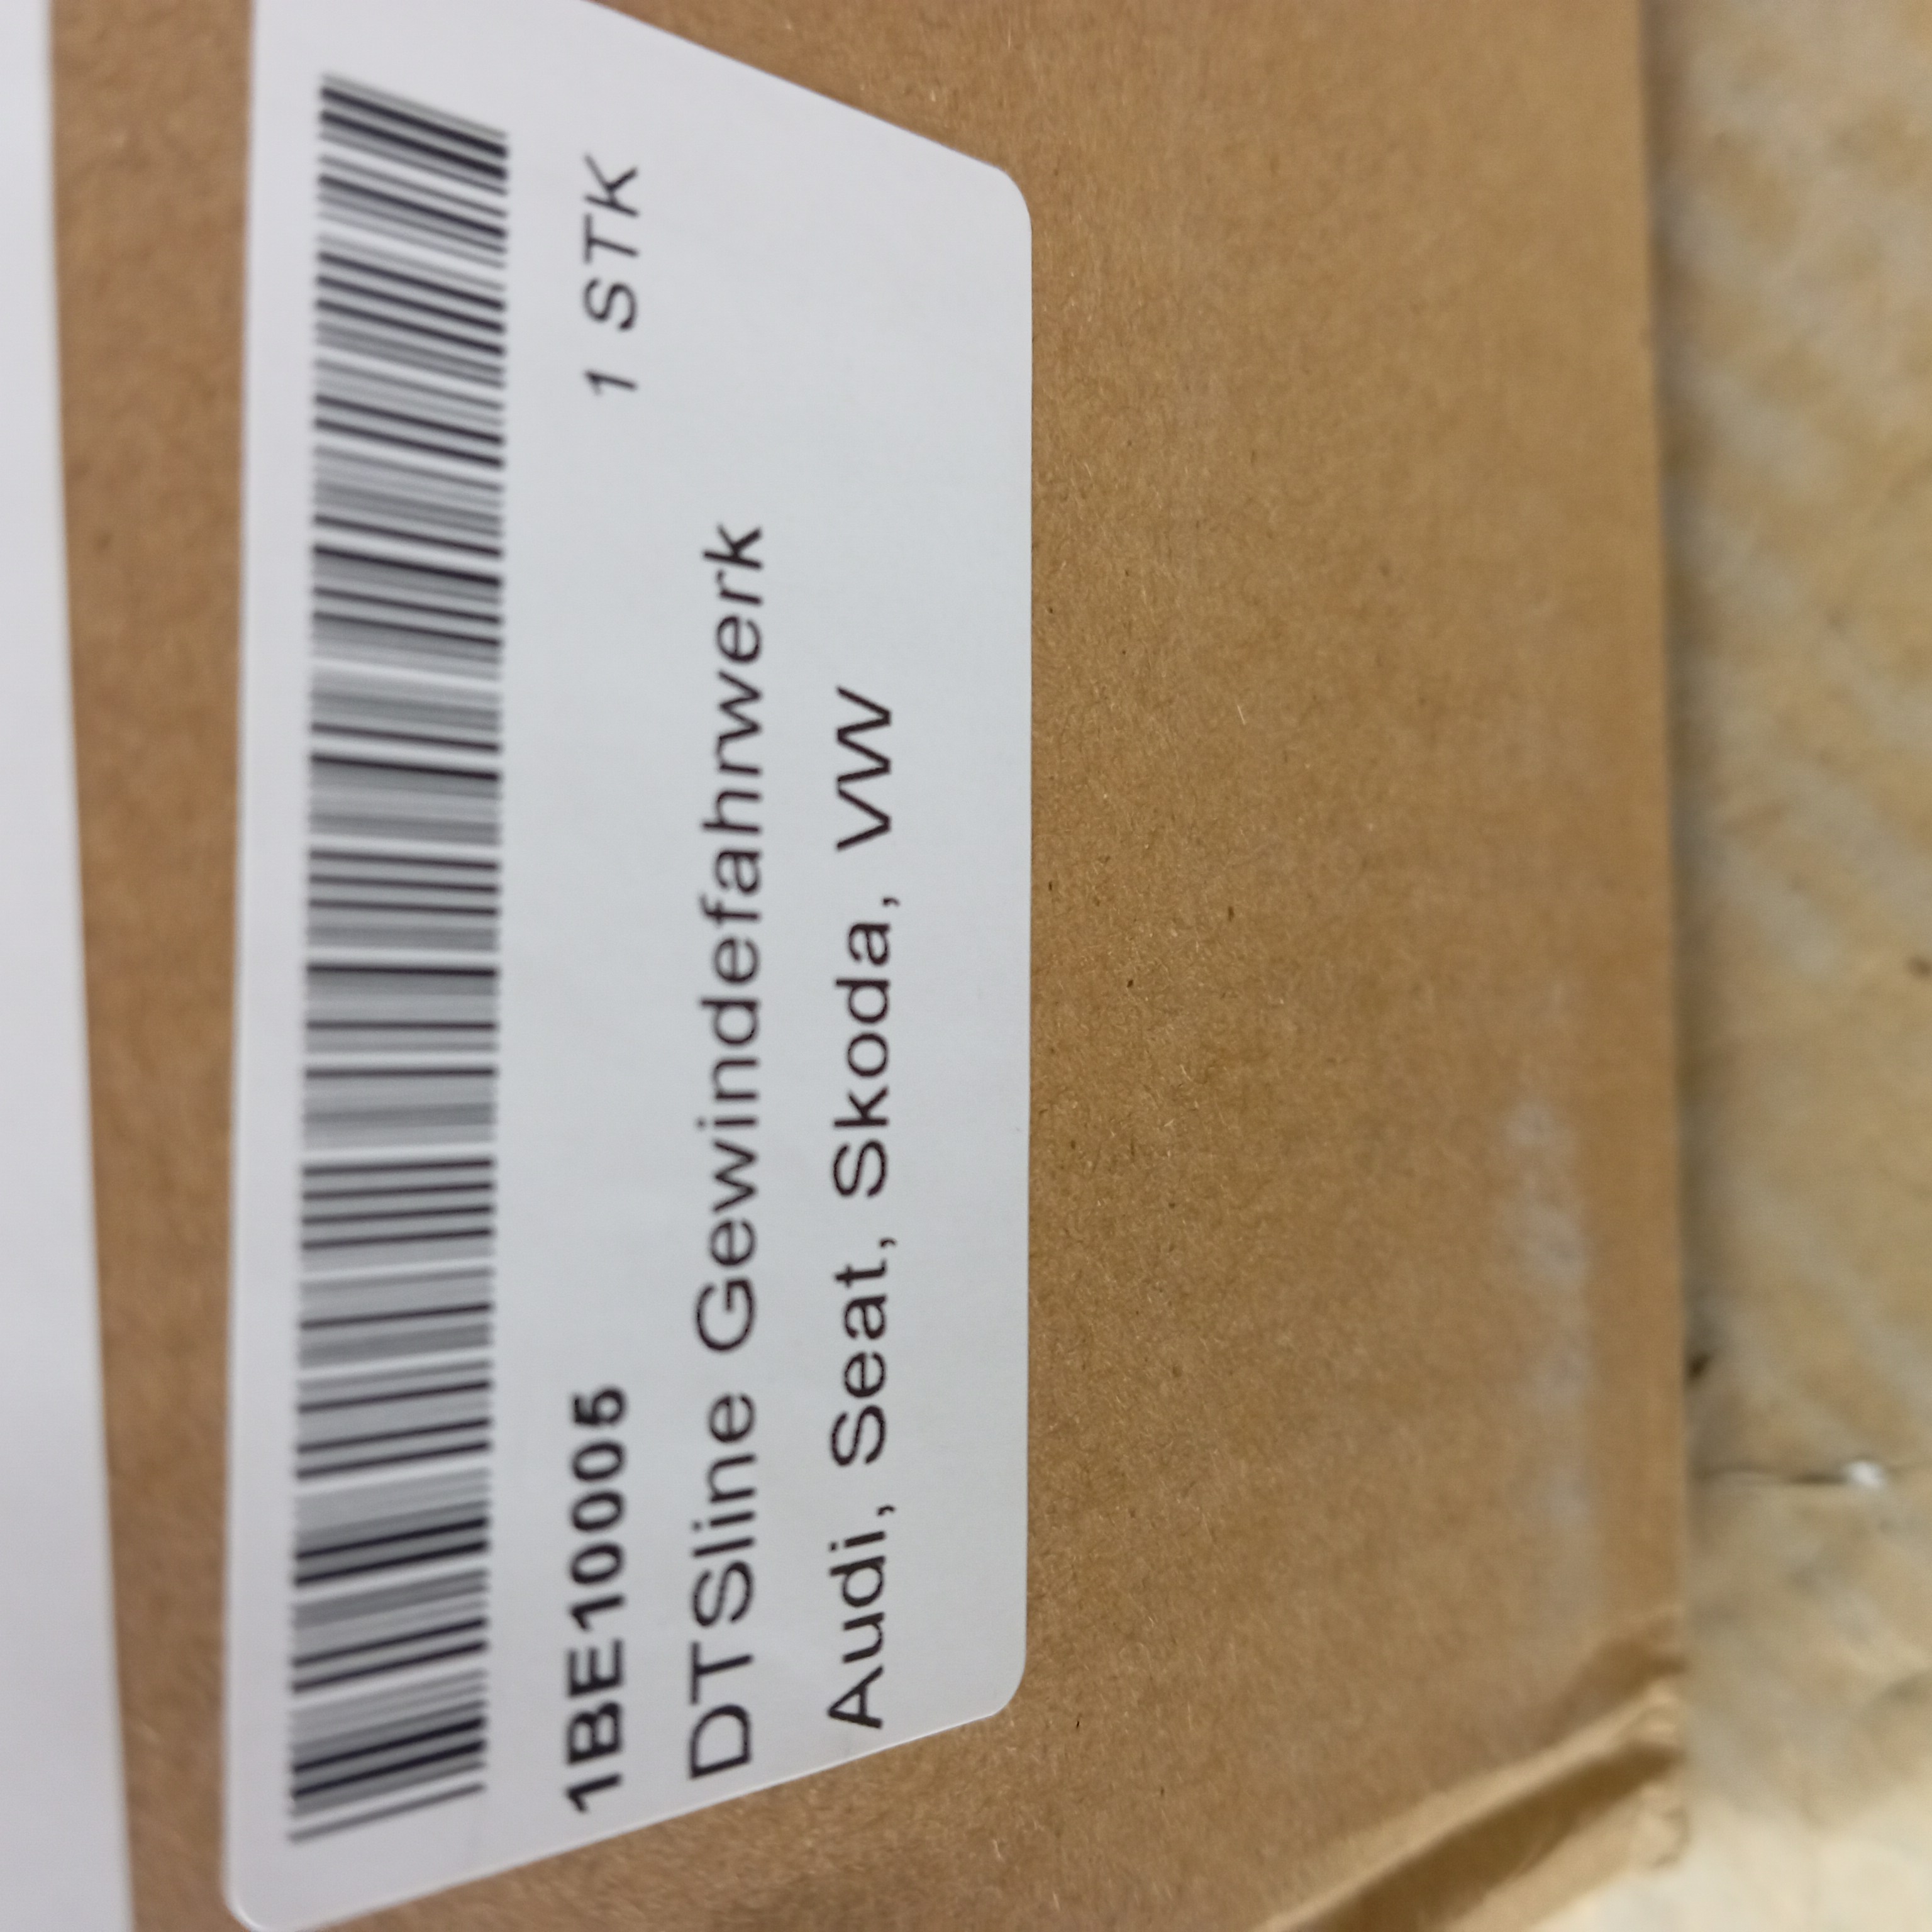 1BE10005 1 STK
DTSline Gewindefahrwerk
Audi, Seat, Skoda, VW